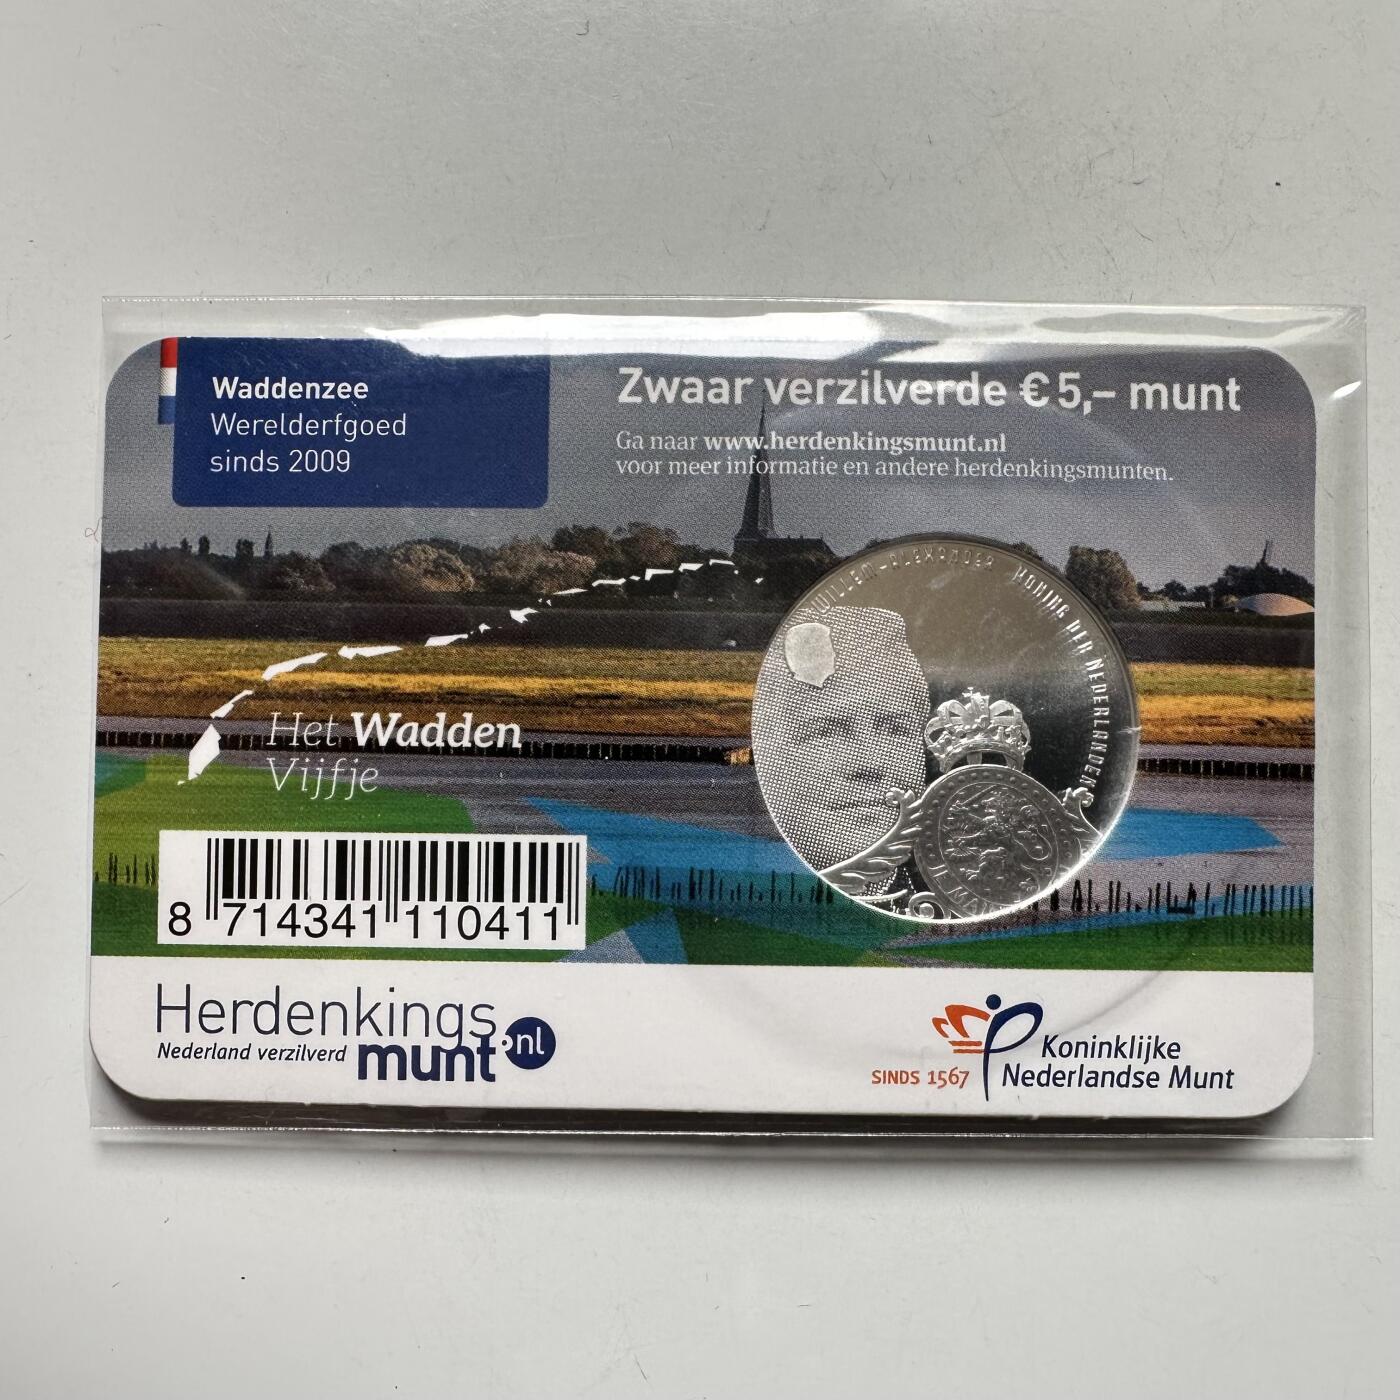 Waddenzee
Werelderfgoed
sinds 2009
Zwaar verzilverde €5,- munt
Ga naar www.herdenkingsmunt.nl
voor meer informatie en andere herdenkingsmunten.
WILLEM-ALEXANDER KONING DER NEDERLANDEN
Het Wadden
Vijfje
8 714341 110411
Herdenkings
Nederland verzilverd munt.nl
SINDS 1567
Koninklijke
Nederlandse Munt